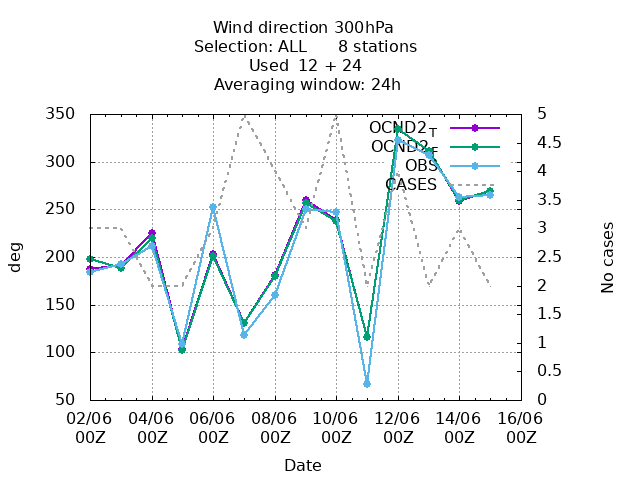 Wind direction 300hPa
Selection: ALL 8 stations
Used 12 + 24
Averaging window: 24h
350
300
250
200
150
100
50
deg
5
4.5
4
3.5
3
2.5
2
1.5
1
0.5
0
No cases
OCND2T
OCND2F
OBS
CASES
02/06 04/06 06/06 08/06 10/06 12/06 14/06 16/06
00Z 00Z 00Z 00Z 00Z 00Z 00Z 00Z
Date